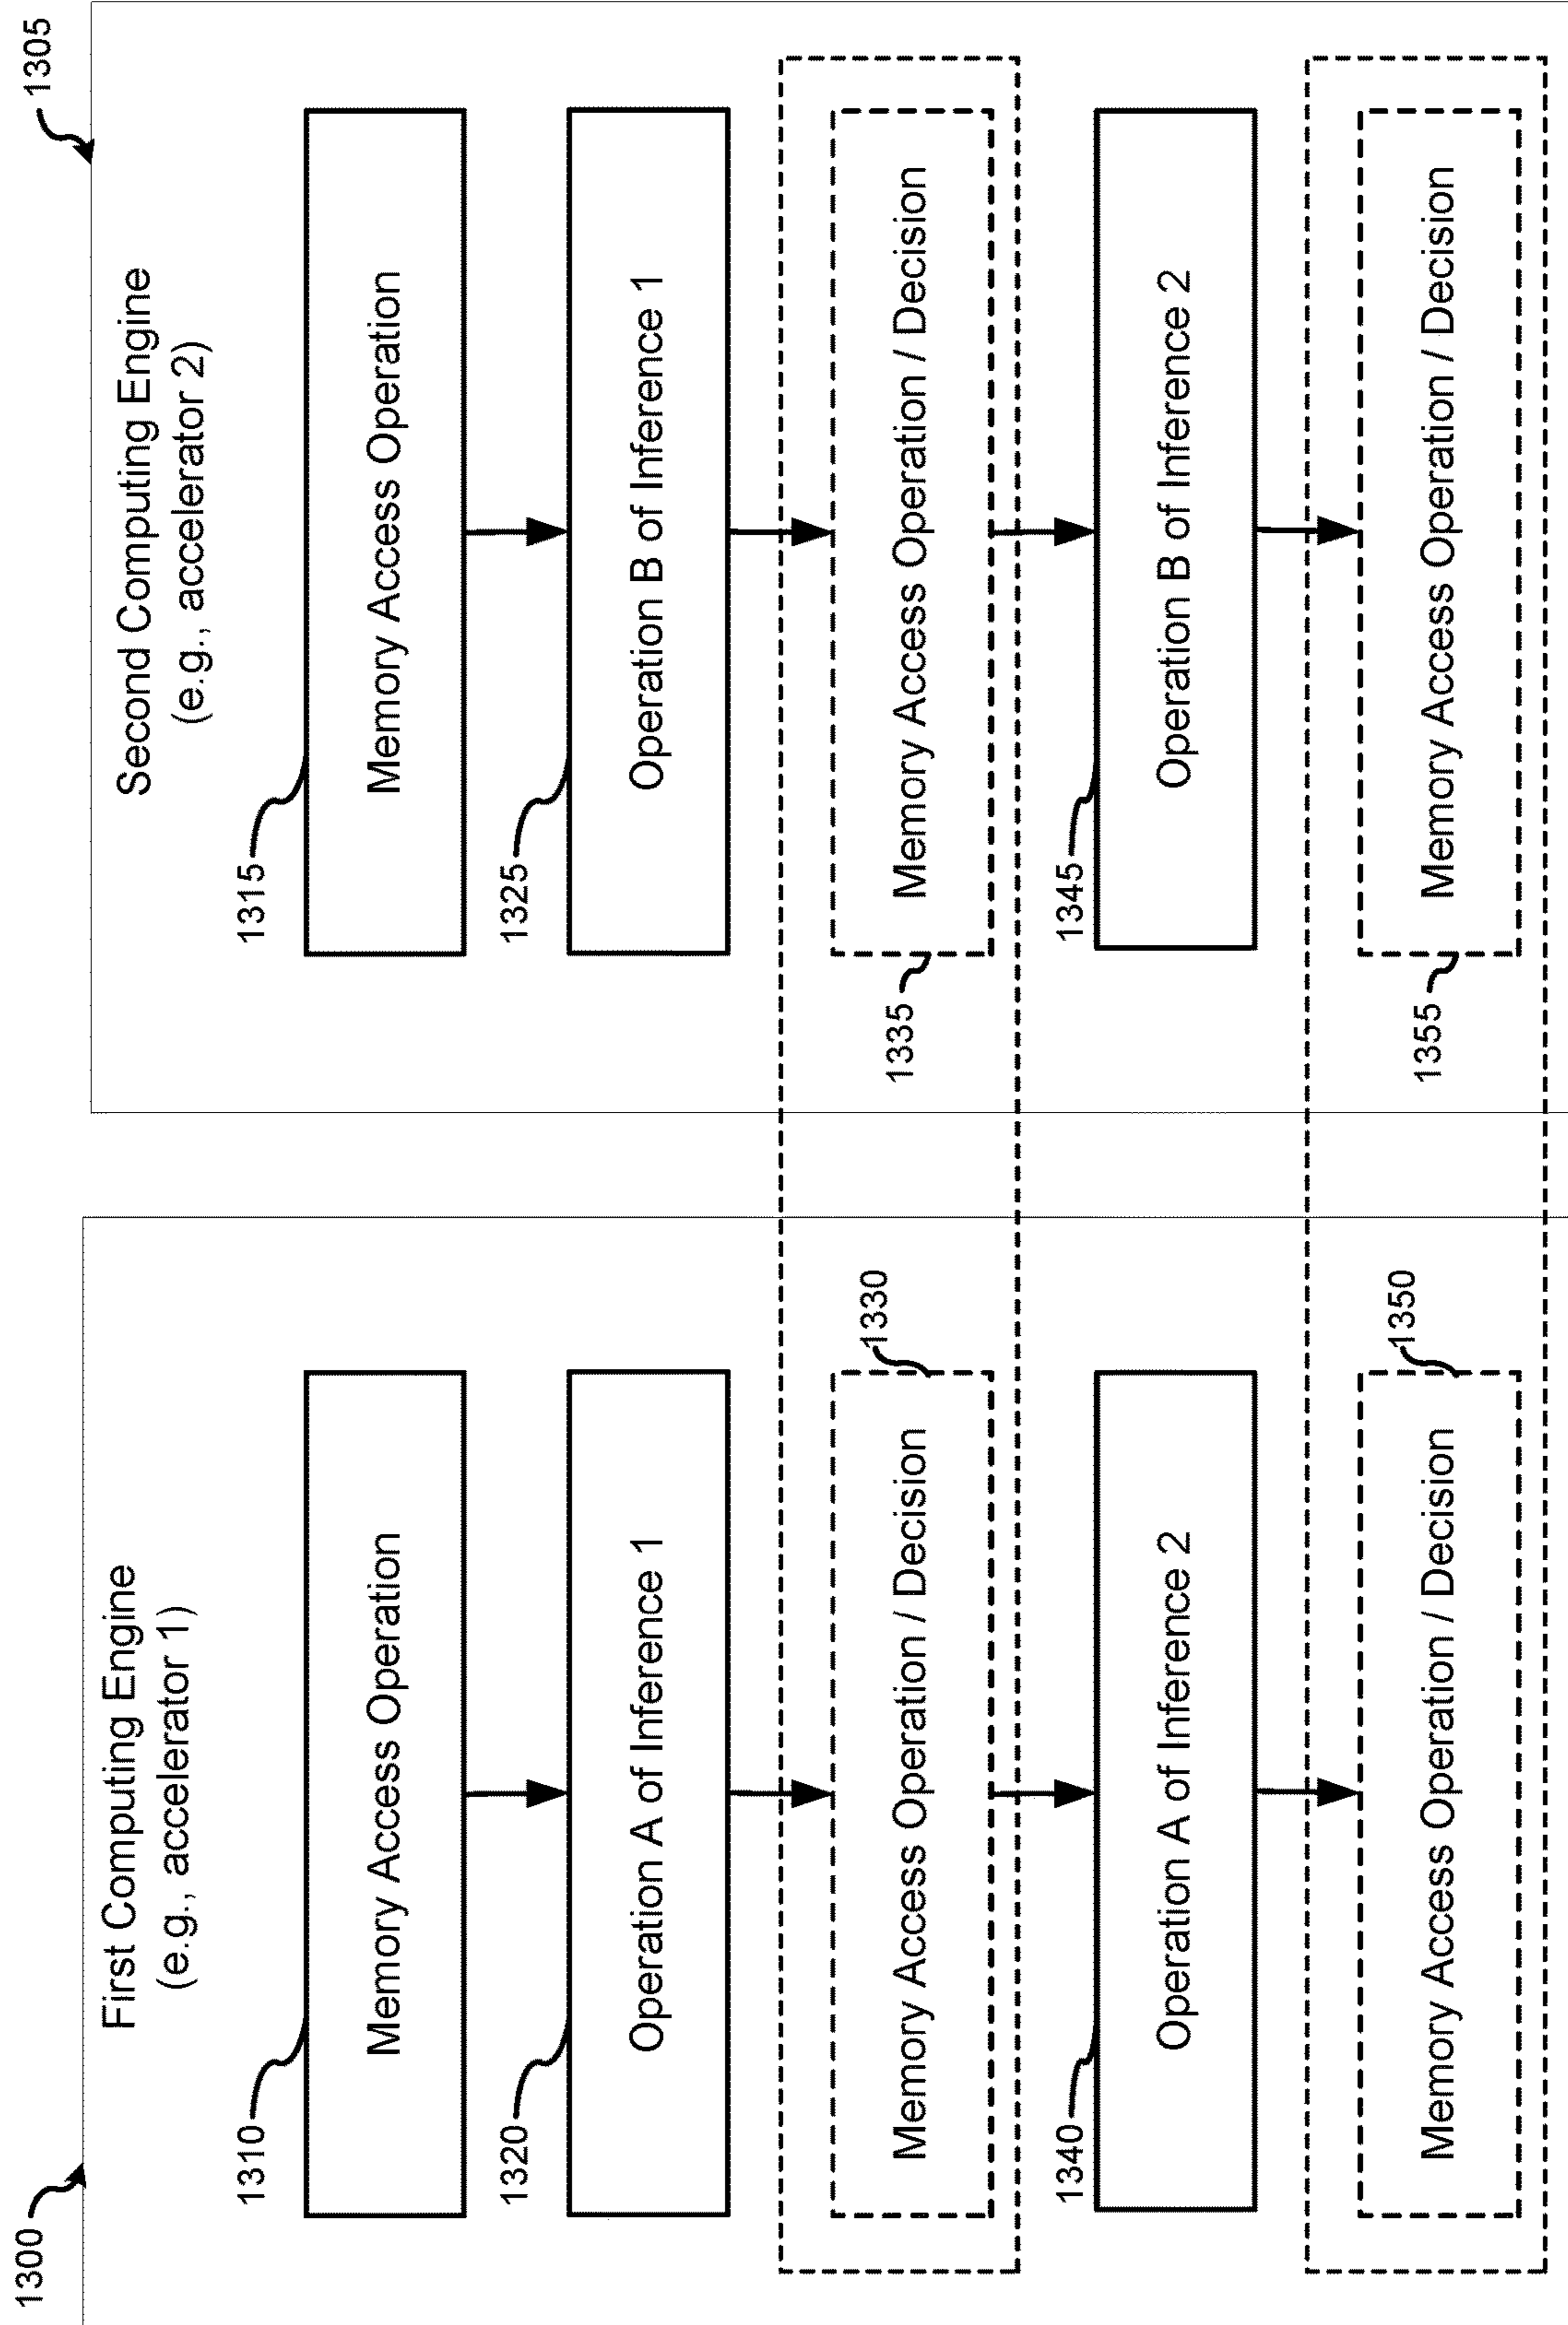 1300
First Computing Engine
(e.g., accelerator 1)
1310
Memory Access Operation
1320
Operation A of Inference 1
1330
Memory Access Operation / Decision
1340
Operation A of Inference 2
1350
Memory Access Operation / Decision
1305
Second Computing Engine
(e.g., accelerator 2)
1315
Memory Access Operation
1325
Operation B of Inference 1
1335
Memory Access Operation / Decision
1345
Operation B of Inference 2
1355
Memory Access Operation / Decision